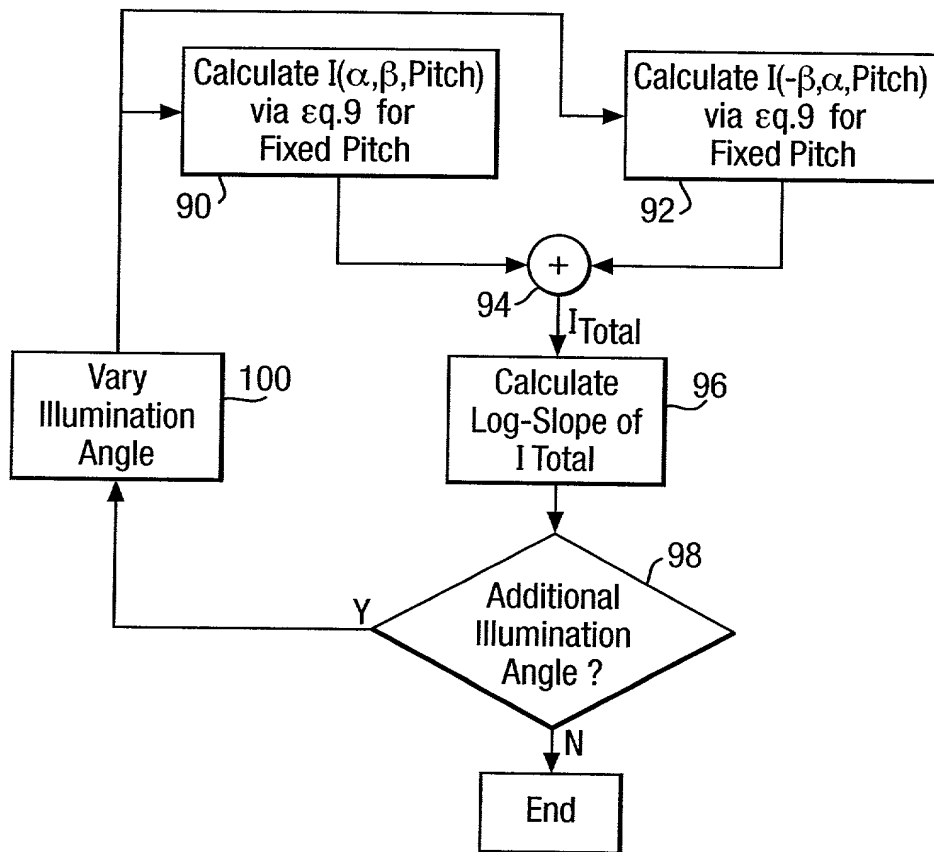 Calculate I(α,β,Pitch)
via εq.9 for
Fixed Pitch
90
Calculate I(-β,α,Pitch)
via εq.9 for
Fixed Pitch
92
+
94
I Total
Vary
Illumination
Angle
100
Calculate
Log-Slope of
I Total
96
98
Additional
Illumination
Angle ?
Y
N
End